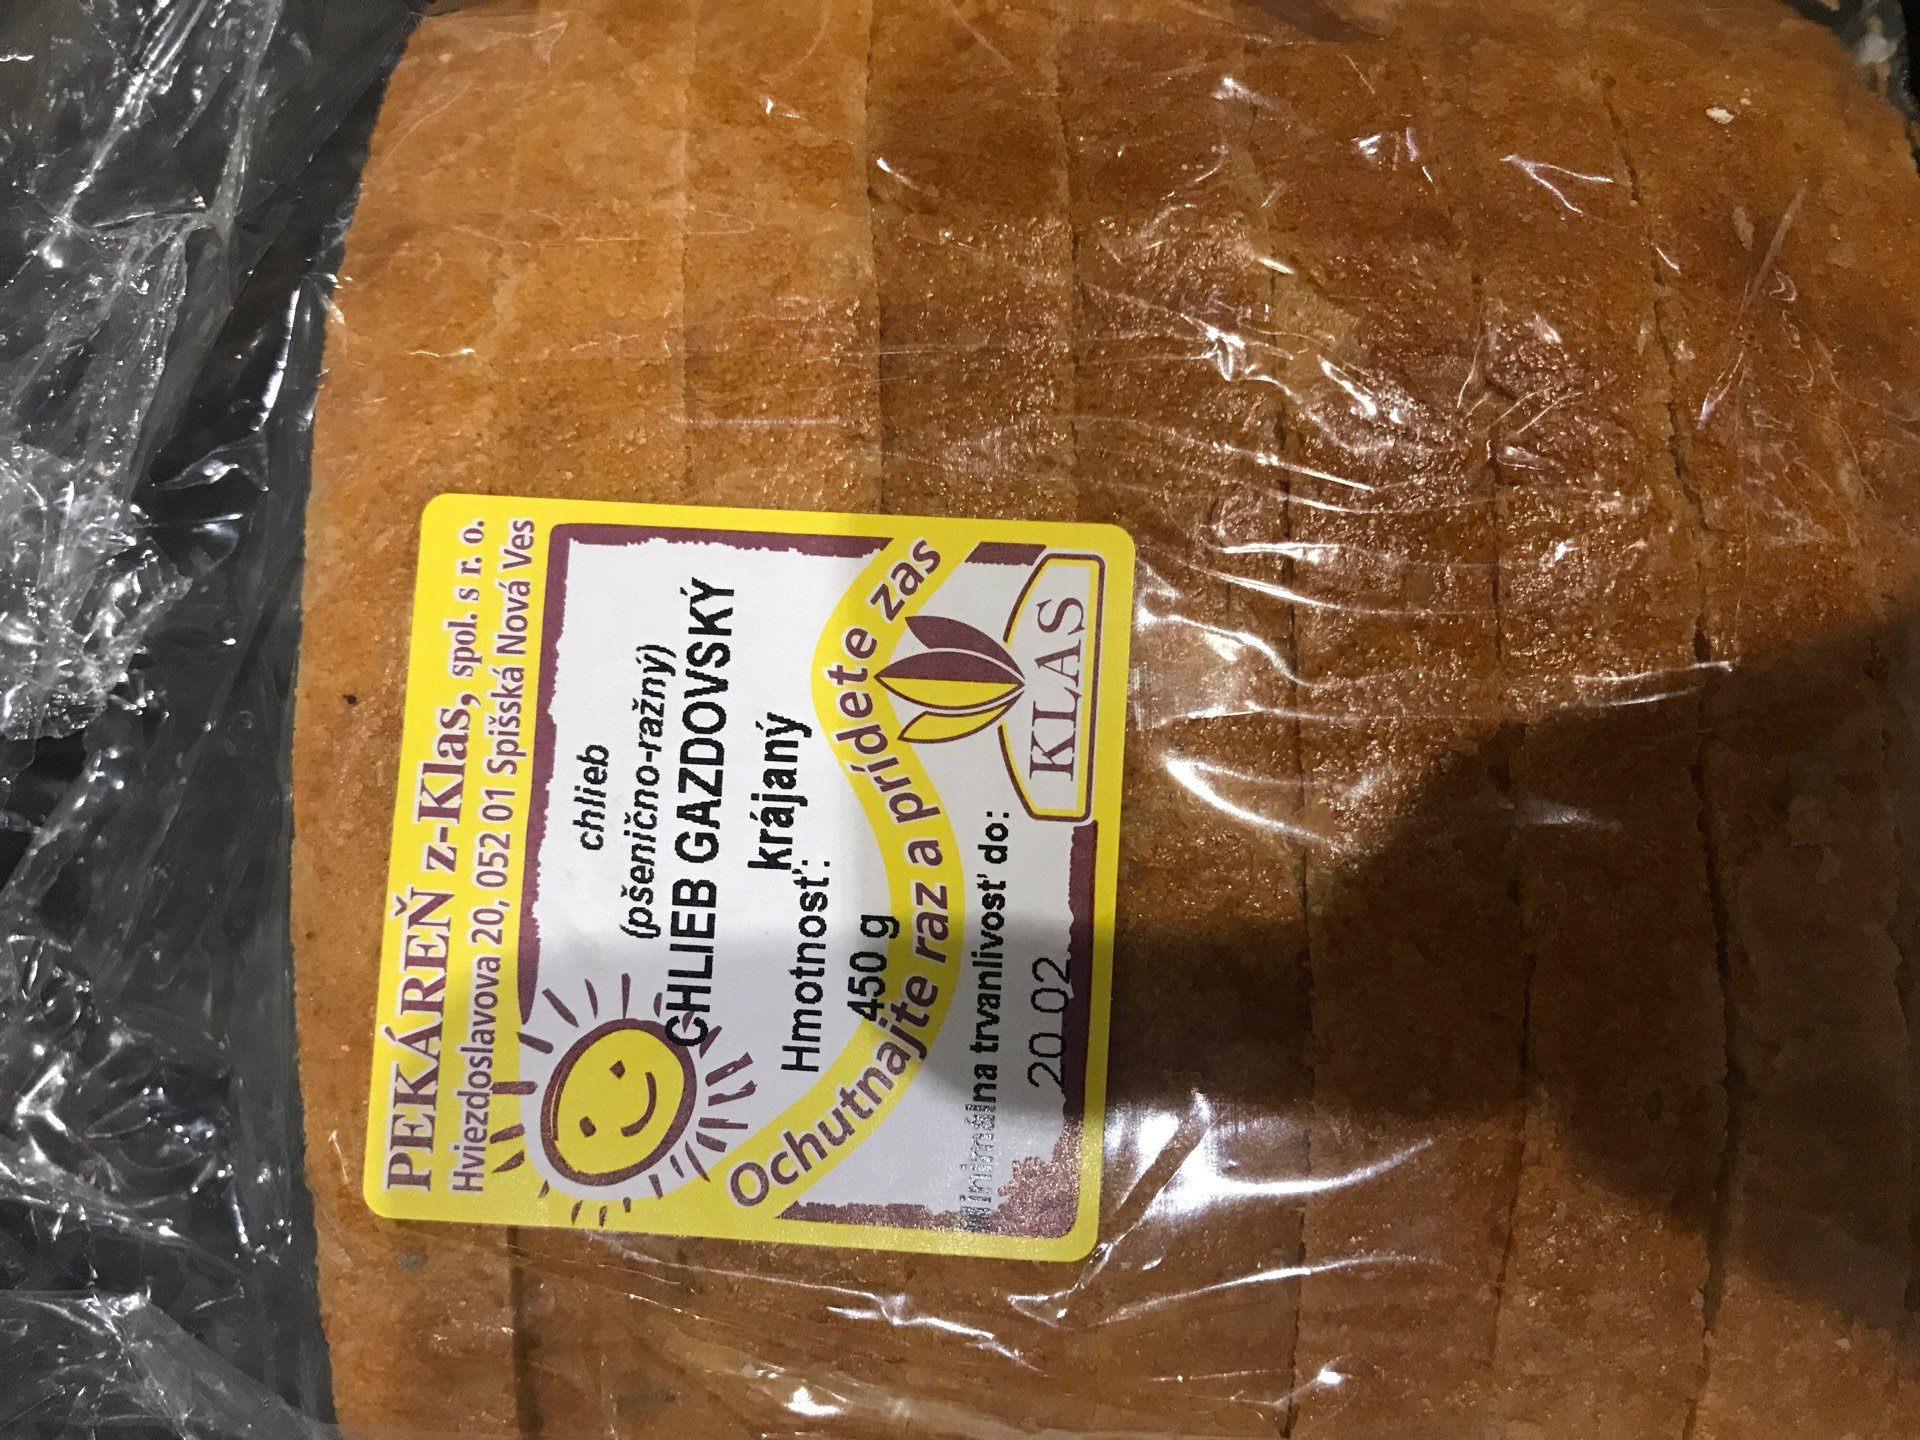 PEKÁREŇ z-Klas, spol. s r. o.
Hviezdoslavova 20, 052 01 Spišská Nová Ves
chlieb
(pšenično-ražný)
CHLIEB GAZDOVSKÝ
krájaný
Hmotnosť:
450 g
Ochutnajte raz a prídete zas
Minimálna trvanlivosť do:
20.02.
KLAS